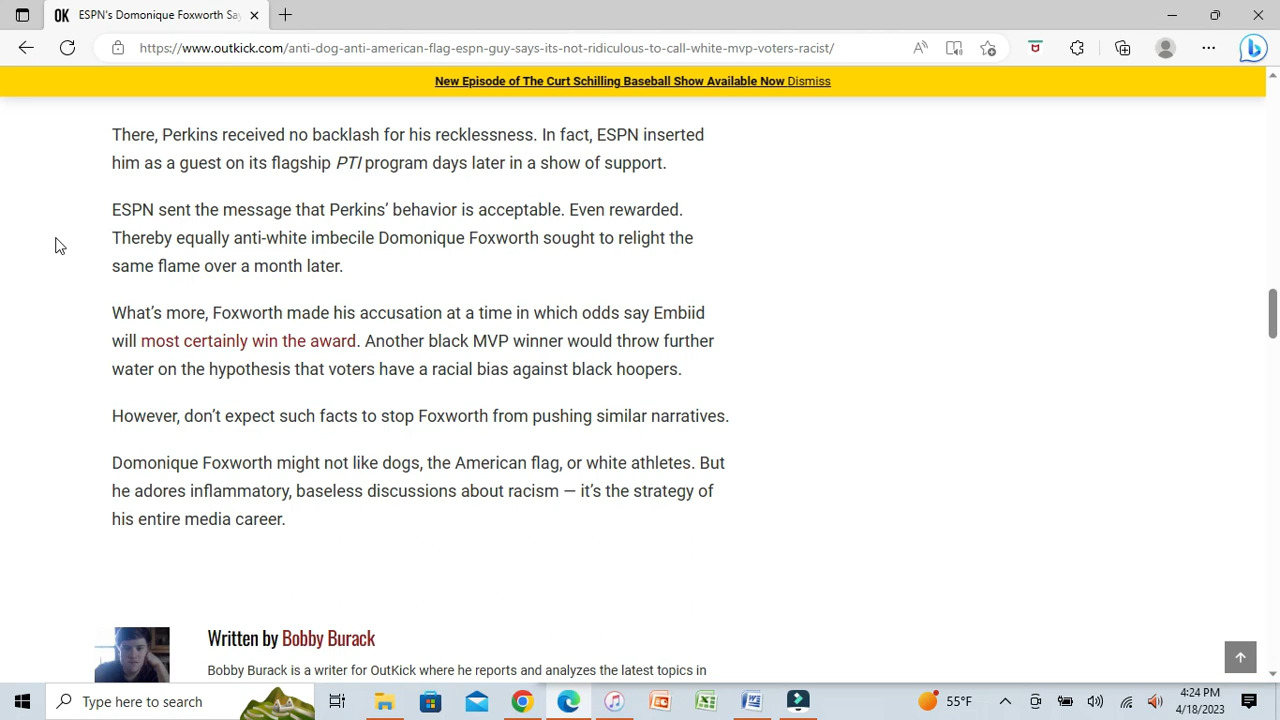 OK ESPN's Domonique Foxworth Say
https://www.outkick.com/anti-dog-anti-american-flag-espn-guy-says-its-not-ridiculous-to-call-white-mvp-voters-racist/
New Episode of The Curt Schilling Baseball Show Available Now Dismiss
There, Perkins received no backlash for his recklessness. In fact, ESPN inserted
him as a guest on its flagship PTI program days later in a show of support.
ESPN sent the message that Perkins’ behavior is acceptable. Even rewarded.
Thereby equally anti-white imbecile Domonique Foxworth sought to relight the
same flame over a month later.
What’s more, Foxworth made his accusation at a time in which odds say Embiid
will most certainly win the award. Another black MVP winner would throw further
water on the hypothesis that voters have a racial bias against black hoopers.
However, don’t expect such facts to stop Foxworth from pushing similar narratives.
Domonique Foxworth might not like dogs, the American flag, or white athletes. But
he adores inflammatory, baseless discussions about racism — it’s the strategy of
his entire media career.
Written by Bobby Burack
Bobby Burack is a writer for OutKick where he reports and analyzes the latest topics in
Type here to search
55°F
4:24 PM
4/18/2023